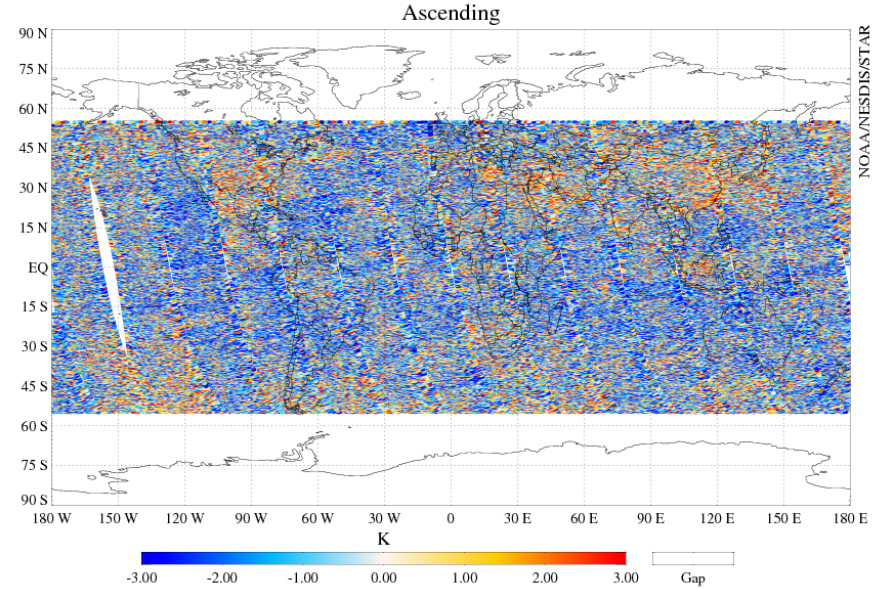 Ascending
NOAA/NESDIS/STAR
90 N
75 N
60 N
45 N
30 N
15 N
EQ
15 S
30 S
45 S
60 S
75 S
90 S
180 W 150 W 120 W 90 W 60 W 30 W 0 30 E 60 E 90 E 120 E 150 E 180 E
K
-3.00 -2.00 -1.00 0.00 1.00 2.00 3.00 Gap